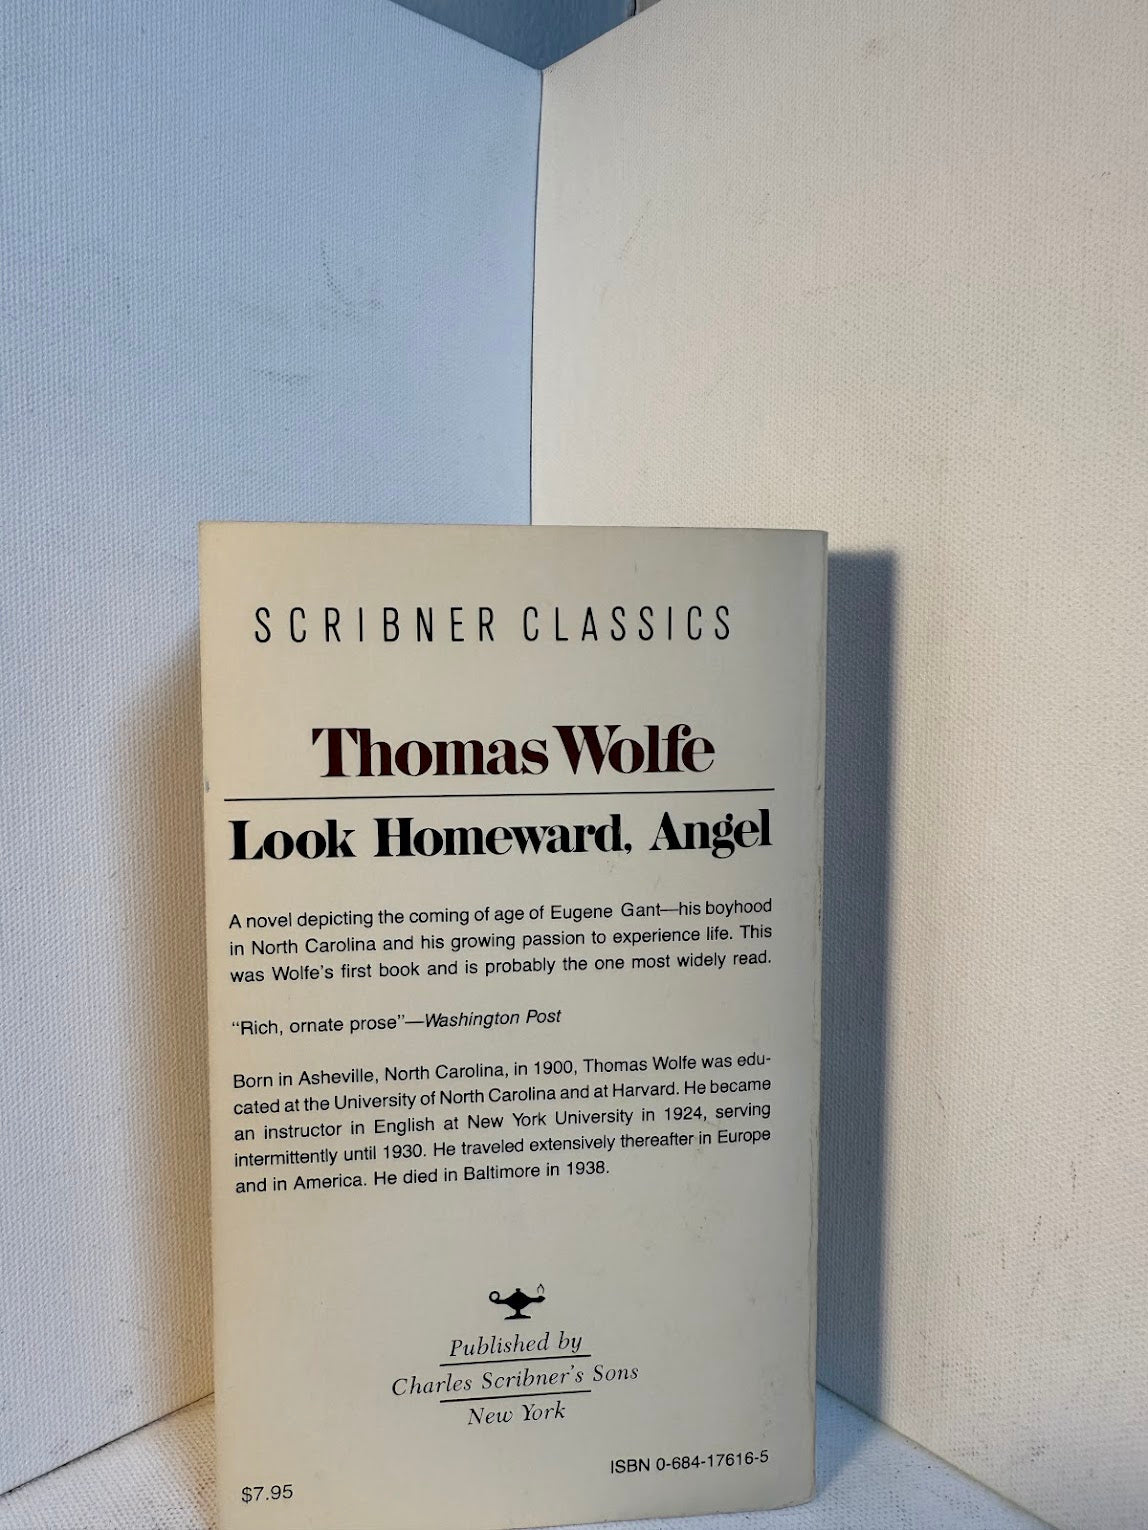 SCRIBNER CLASSICS
Thomas Wolfe
Look Homeward, Angel
A novel depicting the coming of age of Eugene Gant—his boyhood
in North Carolina and his growing passion to experience life. This
was Wolfe's first book and is probably the one most widely read.
“Rich, ornate prose”—Washington Post
Born in Asheville, North Carolina, in 1900, Thomas Wolfe was edu-
cated at the University of North Carolina and at Harvard. He became
an instructor in English at New York University in 1924, serving
intermittently until 1930. He traveled extensively thereafter in Europe
and in America. He died in Baltimore in 1938.
Published by
Charles Scribner's Sons
New York
ISBN 0-684-17616-5
$7.95